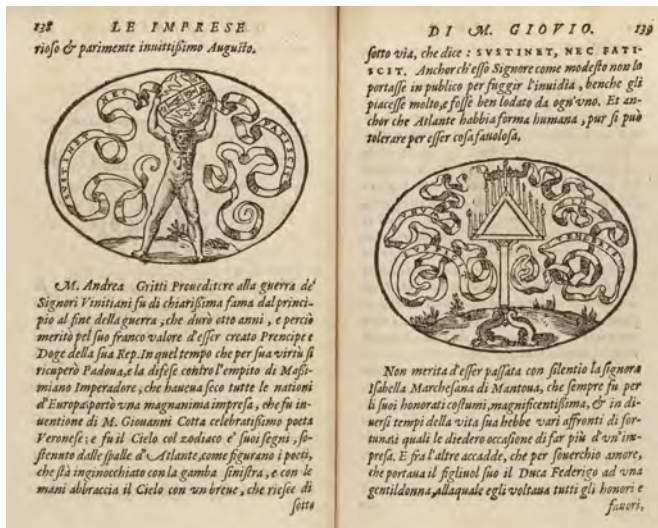 138 LE IMPRESE
rioso & parimente inuittißimo Augusto.
SVSTINET NEC FATISCIT
M. Andrea Gritti Proueditore alla guerra de'
Signori Vinitiani fu di chiarißima fama dal princi-
pio al fine della guerra, che durò otto anni, e perciò
meritò pel suo franco valore d'esser creato Prencipe e
Doge della sua Rep. In quel tempo che per sua virtù si
ricuperò Padoua, e la difese contro l'empito di Maßi-
miano Imperadore, che haueua seco tutte le nationi
d'Europa: portò vna magnanima impresa, che fu in-
uentione di M. Giouanni Cotta celebratißimo poeta
Veronese; e fu il Cielo col zodiaco e' suoi segni, so-
stenuto dalle spalle d'Atlante, come figurano i poeti,
che stà inginocchiato con la gamba sinistra, e con le
mani abbraccia il Cielo con vn breue, che riesce di
sotto
DI M. GIOVIO. 139
sotto via, che dice : SVSTINET, NEC FATI-
SCIT. Anchor ch'esso Signore come modesto non lo
portasse in publico per fuggir l'inuidia, benche gli
piacesse molto, e fosse ben lodato da ogn'vno. Et an-
chor che Atlante habbia forma humana, pur si può
tolerare per esser cosa fauolosa.
Non merita d'esser passata con silentio la signora
Isabella Marchesana di Mantoua, che sempre fu per
li suoi honorati costumi, magnificentißima, & in di-
uersi tempi della vita sua hebbe vari affronti di for-
tuna; i quali le diedero occasione di far più d'vn'im-
presa. E fra l'altre accadde, che per souerchio amore,
che portaua il figliuol suo il Duca Federigo ad vna
gentildonna, alla quale egli voltaua tutti gli honori e
fauori,